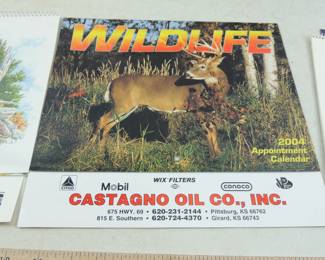 WILDLIFE
2004
Appointment
Calendar
WIX FILTERS
CITGO
Mobil
conoco
CASTAGNO OIL CO., INC.
675 HWY. 69 • 620-231-2144 • Pittsburg, KS 66762
815 E. Southern • 620-724-4370 • Girard, KS 66743